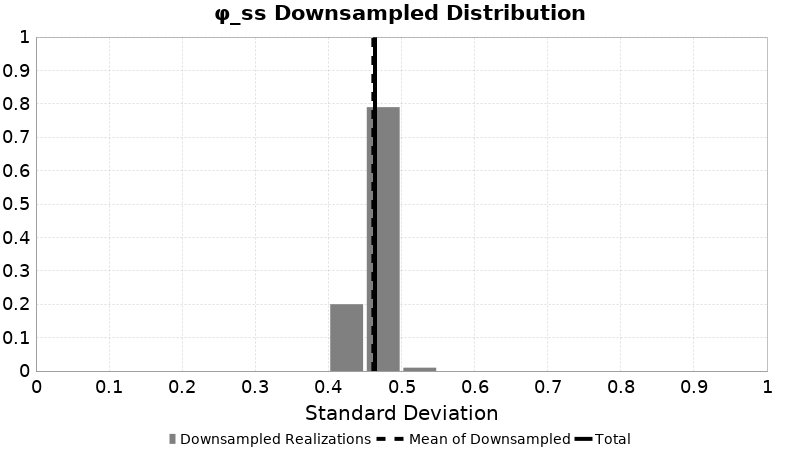 φ_ss Downsampled Distribution
1
0.9
0.8
0.7
0.6
0.5
0.4
0.3
0.2
0.1
0
0 0.1 0.2 0.3 0.4 0.5 0.6 0.7 0.8 0.9 1
Standard Deviation
Downsampled Realizations Mean of Downsampled Total